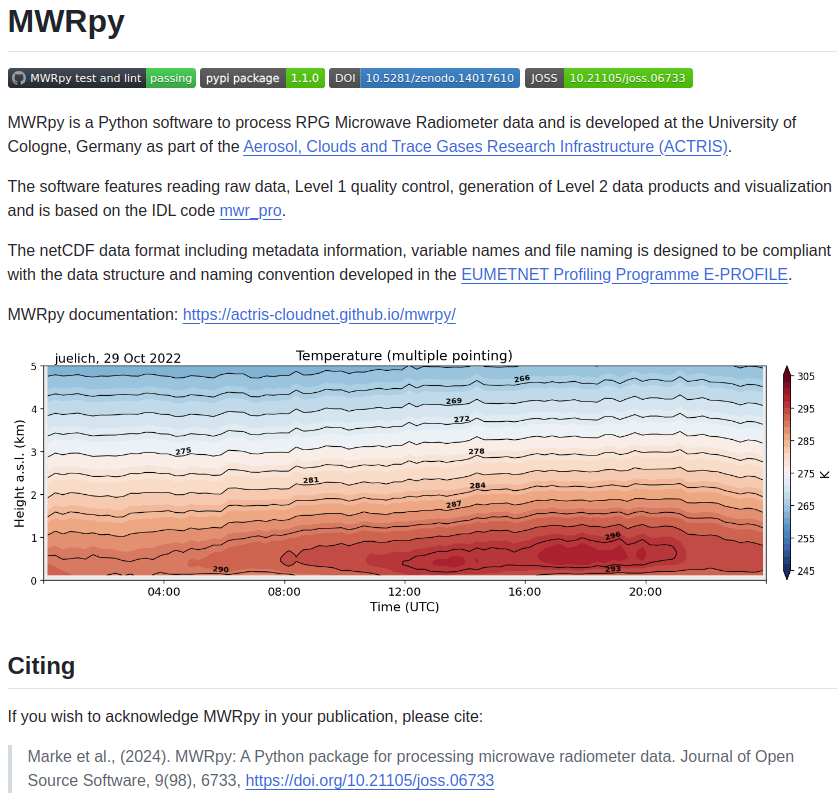 MWRpy
MWRpy test and lint passing pypi package 1.1.0 DOI 10.5281/zenodo.14017610 JOSS 10.21105/joss.06733
MWRpy is a Python software to process RPG Microwave Radiometer data and is developed at the University of
Cologne, Germany as part of the Aerosol, Clouds and Trace Gases Research Infrastructure (ACTRIS).
The software features reading raw data, Level 1 quality control, generation of Level 2 data products and visualization
and is based on the IDL code mwr_pro.
The netCDF data format including metadata information, variable names and file naming is designed to be compliant
with the data structure and naming convention developed in the EUMETNET Profiling Programme E-PROFILE.
MWRpy documentation: https://actris-cloudnet.github.io/mwrpy/
juelich, 29 Oct 2022
Temperature (multiple pointing)
Height a.s.l. (km)
5
4
3
2
1
0
266
269
272
275
278
281
284
287
296
290
293
04:00 08:00 12:00 16:00 20:00
Time (UTC)
305
295
285
275
265
255
245
K
Citing
If you wish to acknowledge MWRpy in your publication, please cite:
Marke et al., (2024). MWRpy: A Python package for processing microwave radiometer data. Journal of Open
Source Software, 9(98), 6733, https://doi.org/10.21105/joss.06733